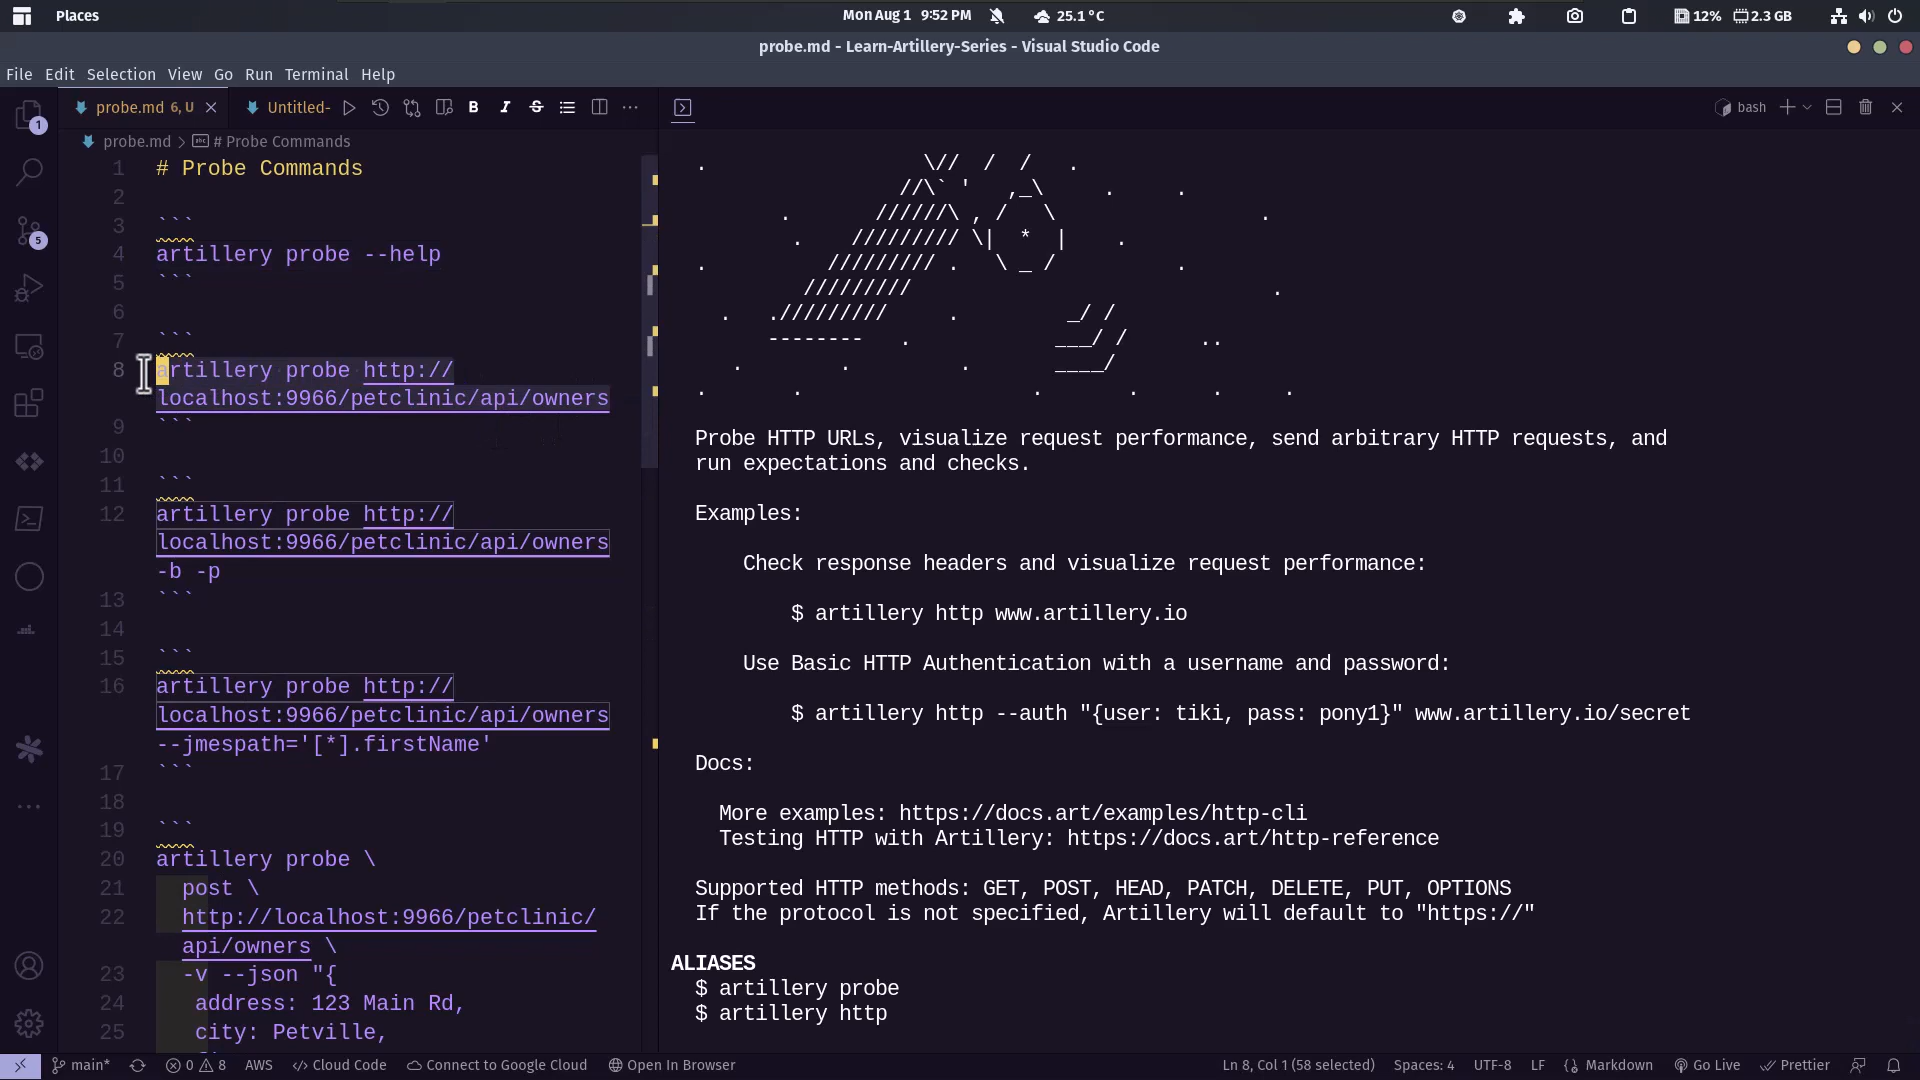 Places
Mon Aug 1 9:52 PM
25.1 °C
12%
2.3 GB
probe.md - Learn-Artillery-Series - Visual Studio Code
File Edit Selection View Go Run Terminal Help
probe.md 6, U
Untitled-
bash
probe.md > # Probe Commands
1
5
1 # Probe Commands
2
3 ```
4 artillery probe --help
5 ```
6
7 ```
8 artillery probe http://
localhost:9966/petclinic/api/owners
9 ```
10
11 ```
12 artillery probe http://
localhost:9966/petclinic/api/owners
-b -p
13 ```
14
15 ```
16 artillery probe http://
localhost:9966/petclinic/api/owners
--jmespath='[*].firstName'
17 ```
18
19 ```
20 artillery probe \
21 post \
22 http://localhost:9966/petclinic/
api/owners \
23 -v --json "{
24 address: 123 Main Rd,
25 city: Petville,
. \// / / .
//\` ' ,_\ . .
. //////\ , / \ .
. ///////// \| * | .
. ///////// . \ _ / .
///////// .
. ./////////  . _/ /
-------- . ___/ / ..
. . . ____/
. . . . . .
Probe HTTP URLs, visualize request performance, send arbitrary HTTP requests, and
run expectations and checks.
Examples:
Check response headers and visualize request performance:
$ artillery http www.artillery.io
Use Basic HTTP Authentication with a username and password:
$ artillery http --auth "{user: tiki, pass: pony1}" www.artillery.io/secret
Docs:
More examples: https://docs.art/examples/http-cli
Testing HTTP with Artillery: https://docs.art/http-reference
Supported HTTP methods: GET, POST, HEAD, PATCH, DELETE, PUT, OPTIONS
If the protocol is not specified, Artillery will default to "https://"
ALIASES
$ artillery probe
$ artillery http
main* 0 8 AWS Cloud Code Connect to Google Cloud Open In Browser
Ln 8, Col 1 (58 selected) Spaces: 4 UTF-8 LF Markdown Go Live Prettier